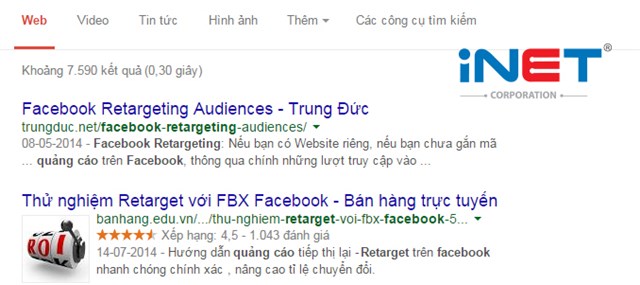 Web Video Tin tức Hình ảnh Thêm Các công cụ tìm kiếm
Khoảng 7.590 kết quả (0,30 giây)
iNET ®
CORPORATION
Facebook Retargeting Audiences - Trung Đức
trungduc.net/facebook-retargeting-audiences/
08-05-2014 - Facebook Retargeting: Nếu bạn có Website riêng, nếu bạn chưa gắn mã
... quảng cáo trên Facebook, thông qua chính những lượt truy cập vào ...
Thử nghiệm Retarget với FBX Facebook - Bán hàng trực tuyến
banhang.edu.vn/.../thu-nghiem-retarget-voi-fbx-facebook-5...
Xếp hạng: 4,5 - 1.043 đánh giá
14-07-2014 - Hướng dẫn quảng cáo tiếp thị lại - Retarget trên facebook
nhanh chóng chính xác , nâng cao tỉ lệ chuyển đổi.
ROI